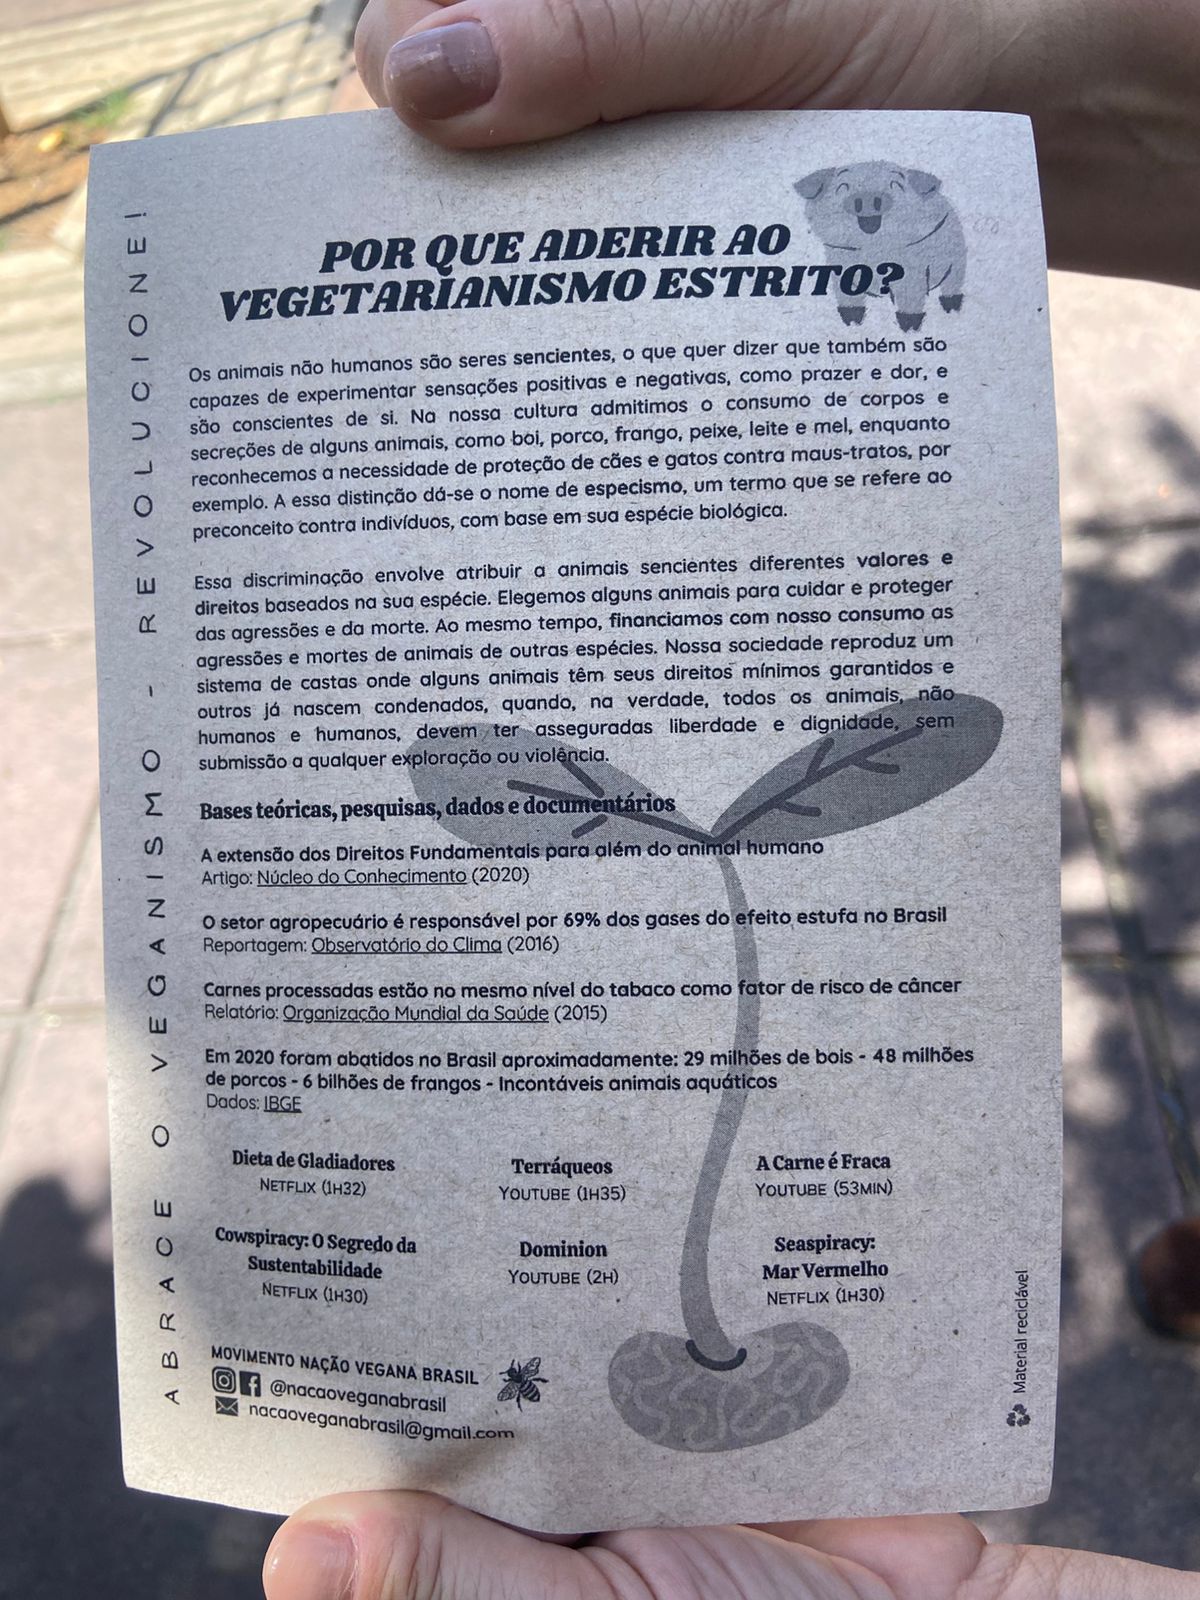 POR QUE ADERIR AO
VEGETARIANISMO ESTRITO?
Os animais não humanos são seres sencientes, o que quer dizer que também são
capazes de experimentar sensações positivas e negativas, como prazer e dor, e
são conscientes de si. Na nossa cultura admitimos o consumo de corpos e
secreções de alguns animais, como boi, porco, frango, peixe, leite e mel, enquanto
reconhecemos a necessidade de proteção de cães e gatos contra maus-tratos, por
exemplo. A essa distinção dá-se o nome de especismo, um termo que se refere ao
preconceito contra indivíduos, com base em sua espécie biológica.
Essa discriminação envolve atribuir a animais sencientes diferentes valores e
direitos baseados na sua espécie. Elegemos alguns animais para cuidar e proteger
das agressões e da morte. Ao mesmo tempo, financiamos com nosso consumo as
agressões e mortes de animais de outras espécies. Nossa sociedade reproduz um
sistema de castas onde alguns animais têm seus direitos mínimos garantidos e
outros já nascem condenados, quando, na verdade, todos os animais, não
humanos e humanos, devem ter asseguradas liberdade e dignidade, sem
submissão a qualquer exploração ou violência.
Bases teóricas, pesquisas, dados e documentários
A extensão dos Direitos Fundamentais para além do animal humano
Artigo: Núcleo do Conhecimento (2020)
O setor agropecuário é responsável por 69% dos gases do efeito estufa no Brasil
Reportagem: Observatório do Clima (2016)
Carnes processadas estão no mesmo nível do tabaco como fator de risco de câncer
Relatório: Organização Mundial da Saúde (2015)
Em 2020 foram abatidos no Brasil aproximadamente: 29 milhões de bois - 48 milhões
de porcos - 6 bilhões de frangos - Incontáveis animais aquáticos
Dados: IBGE
Dieta de Gladiadores
NETFLIX (1H32)
Terráqueos
YOUTUBE (1H35)
A Carne é Fraca
YOUTUBE (53MIN)
Cowspiracy: O Segredo da
Sustentabilidade
NETFLIX (1H30)
Dominion
YOUTUBE (2H)
Seaspiracy:
Mar Vermelho
NETFLIX (1H30)
MOVIMENTO NAÇÃO VEGANA BRASIL
@nacaoveganabrasil
nacaoveganabrasil@gmail.com
ABRACE O VEGANISMO - REVOLUCIONE!
Material reciclável